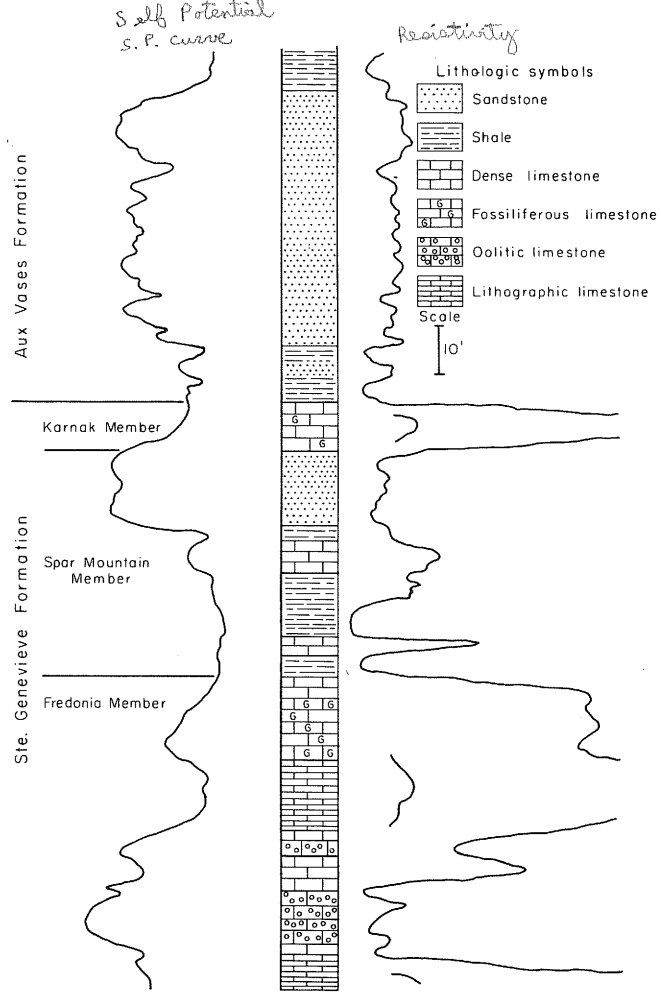 Self Potential
S.P. curve
Resistivity
Lithologic symbols
Sandstone
Shale
Dense limestone
G
G
G
Fossiliferous limestone
Oolitic limestone
Lithographic limestone
Scale
10'
Aux Vases Formation
Karnak Member
G
G
Ste. Genevieve Formation
Spar Mountain
Member
Fredonia Member
G G
G
G
G
G G